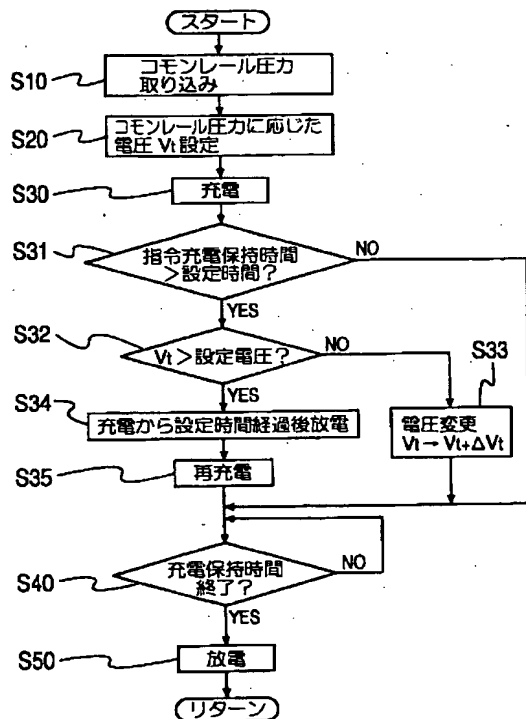 スタート
S10
コモンレール圧力
取り込み
S20
コモンレール圧力に応じた
電圧 Vt 設定
S30
充電
S31
指令充電保持時間
>設定時間?
NO
YES
S32
Vt>設定電圧?
NO
S33
YES
電圧変更
Vt→Vt+ΔVt
S34
充電から設定時間経過後放電
S35
再充電
S40
充電保持時間
終了?
NO
YES
S50
放電
リターン